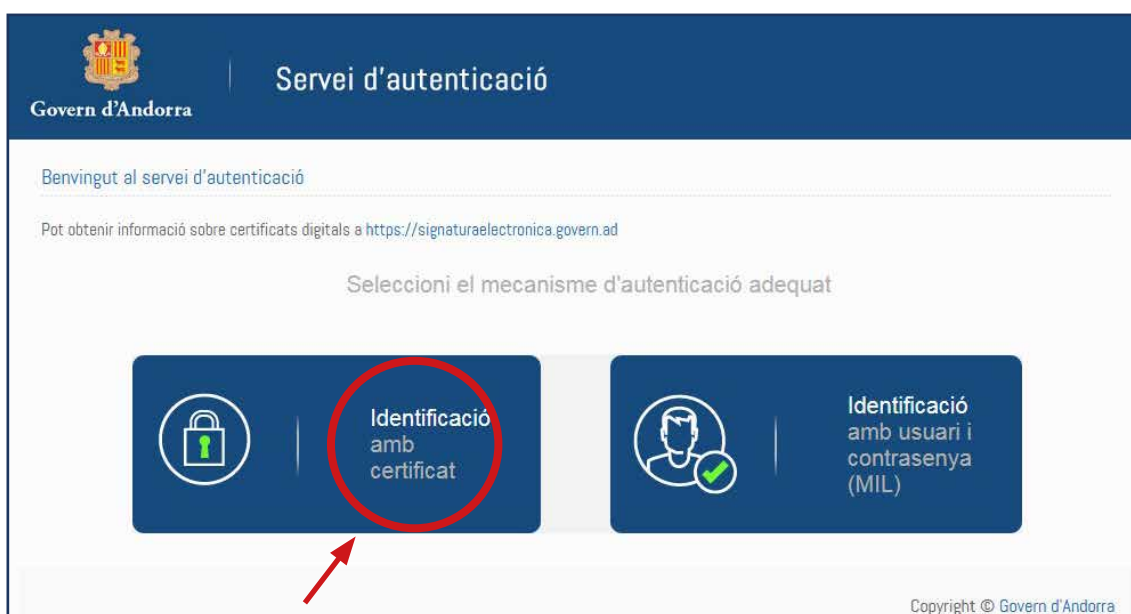 Govern d'Andorra
Servei d'autenticació
Benvingut al servei d'autenticació
Pot obtenir informació sobre certificats digitals a https://signaturaelectronica.govern.ad
Seleccioni el mecanisme d'autenticació adequat
Identificació
amb
certificat
Identificació
amb usuari i
contrasenya
(MIL)
Copyright © Govern d'Andorra